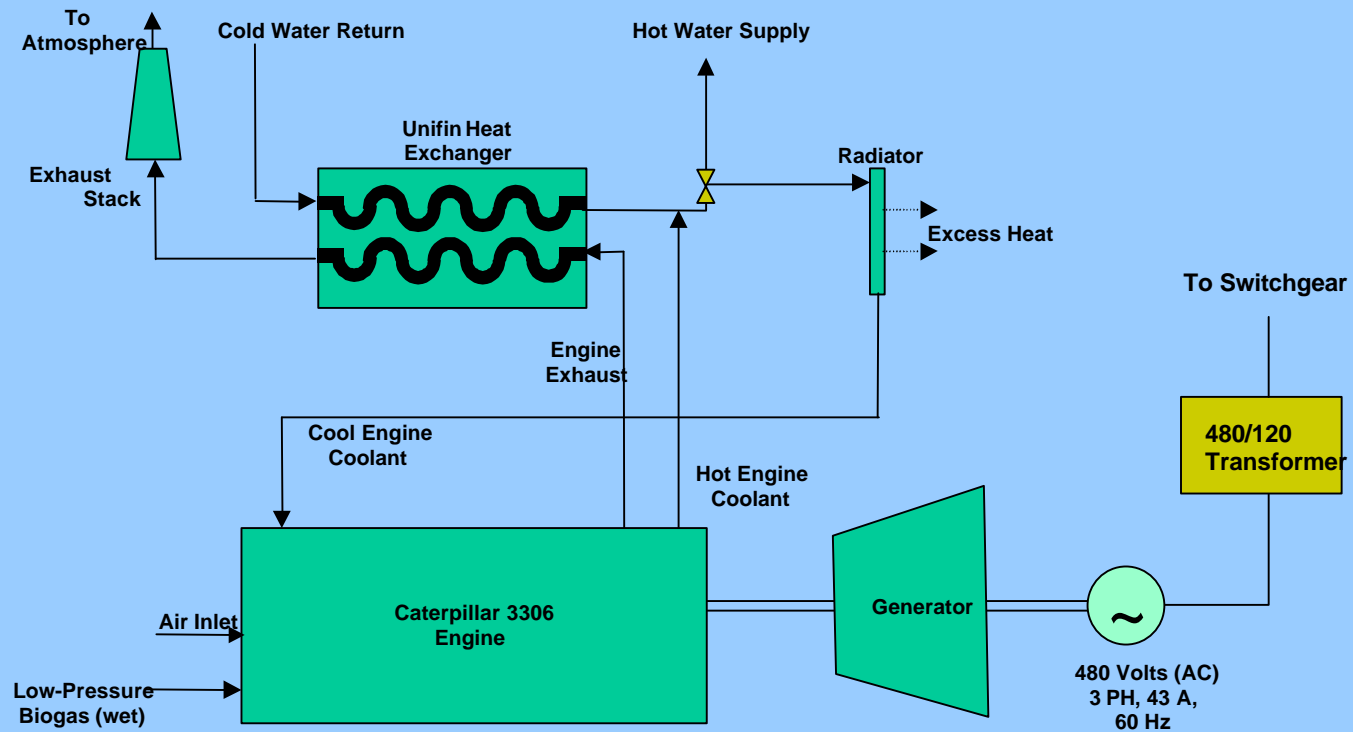 To
Atmosphere
Cold Water Return
Hot Water Supply
Unifin Heat
Exchanger
Radiator
Exhaust
Stack
Excess Heat
To Switchgear
Engine
Exhaust
480/120
Transformer
Cool Engine
Coolant
Hot Engine
Coolant
Caterpillar 3306
Engine
Generator
~
Air Inlet
Low-Pressure
Biogas (wet)
480 Volts (AC)
3 PH, 43 A,
60 Hz